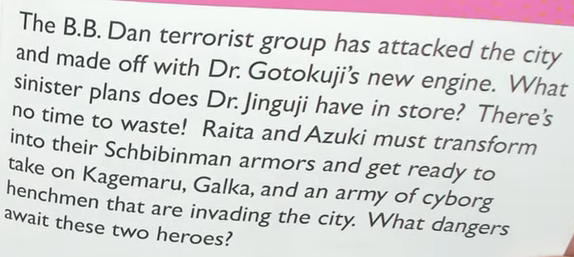 The B.B. Dan terrorist group has attacked the city
and made off with Dr. Gotokuji's new engine. What
sinister plans does Dr. Jinguji have in store? There's
no time to waste! Raita and Azuki must transform
into their Schbibinman armors and get ready to
take on Kagemaru, Galka, and an army of cyborg
henchmen that are invading the city. What dangers
await these two heroes?